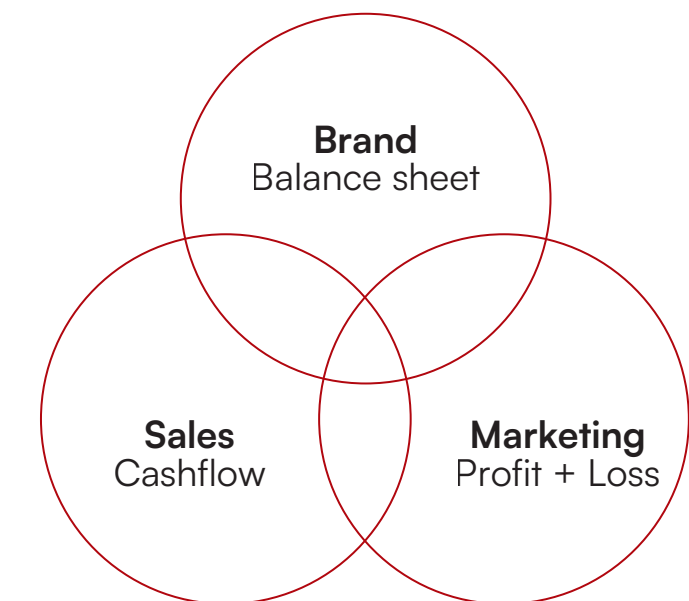 Brand
Balance sheet
Sales
Cashflow
Marketing
Profit + Loss